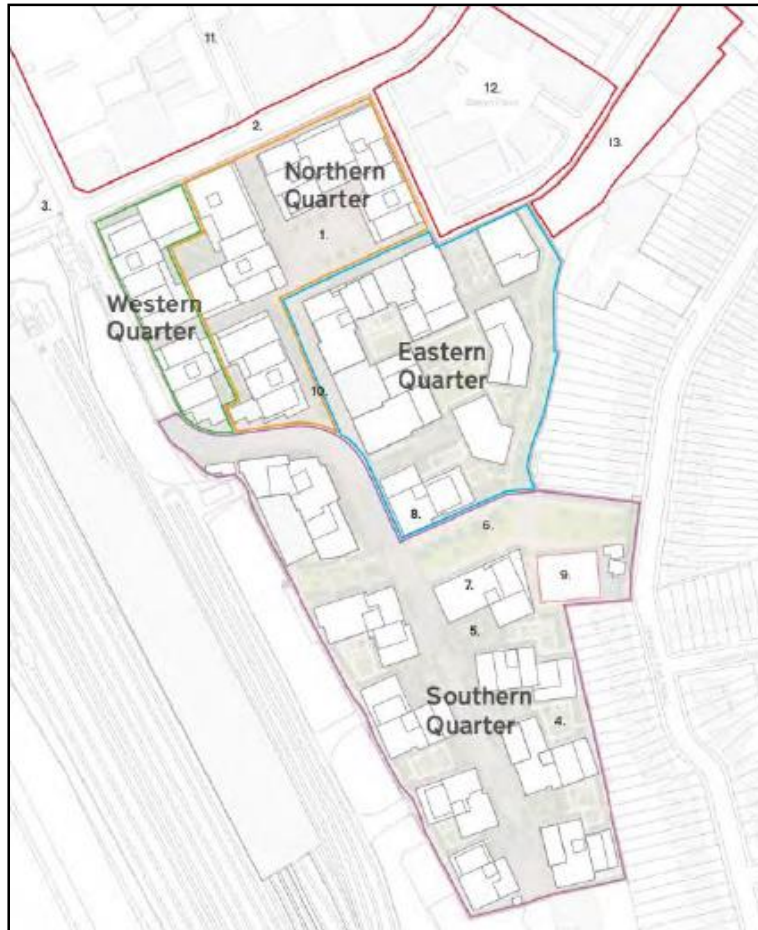 11.
12.
2.
13.
Northern
Quarter
3.
1.
Western
Quarter
Eastern
Quarter
10.
8.
6.
7.
9.
5.
Southern
Quarter
4.